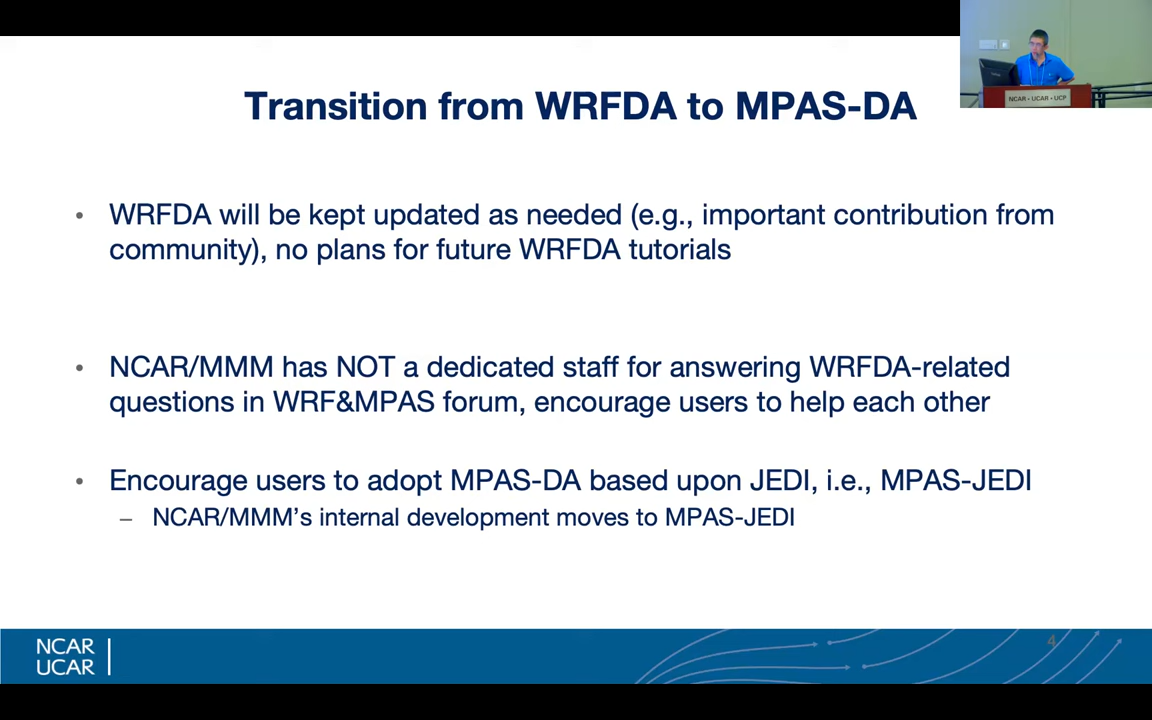 Transition from WRFDA to MPAS-DA
NCAR • UCAR • UCP
• WRFDA will be kept updated as needed (e.g., important contribution from
community), no plans for future WRFDA tutorials
• NCAR/MMM has NOT a dedicated staff for answering WRFDA-related
questions in WRF&MPAS forum, encourage users to help each other
• Encourage users to adopt MPAS-DA based upon JEDI, i.e., MPAS-JEDI
– NCAR/MMM’s internal development moves to MPAS-JEDI
NCAR
UCAR
4